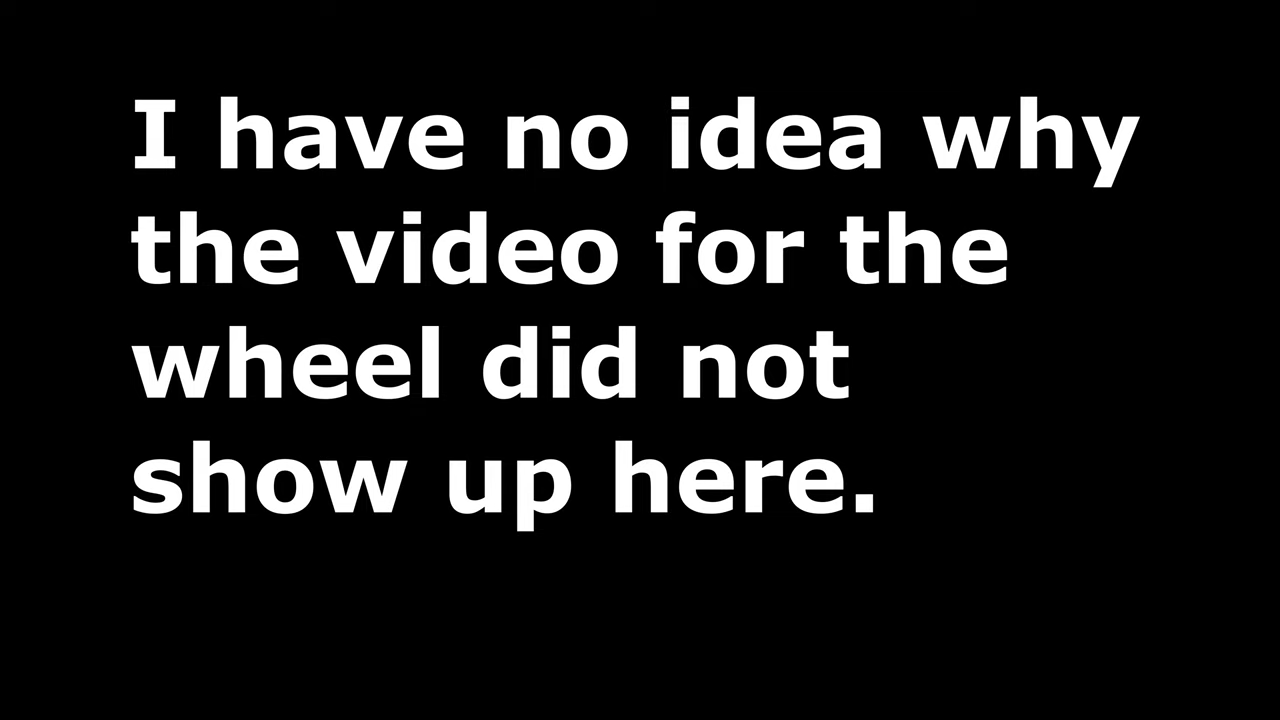 I have no idea why
the video for the
wheel did not
show up here.